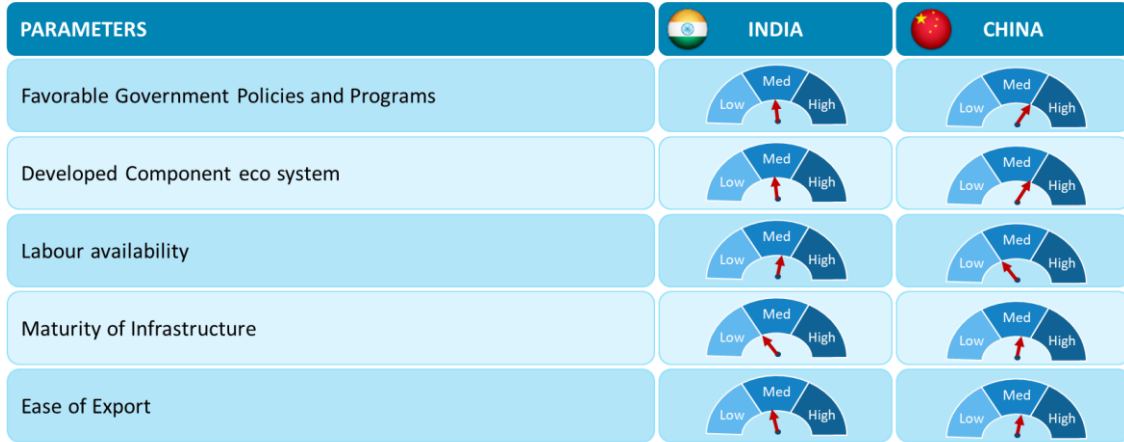 PARAMETERS INDIA CHINA
Favorable Government Policies and Programs Low Med High Low Med High
Developed Component eco system Low Med High Low Med High
Labour availability Low Med High Low Med High
Maturity of Infrastructure Low Med High Low Med High
Ease of Export Low Med High Low Med High